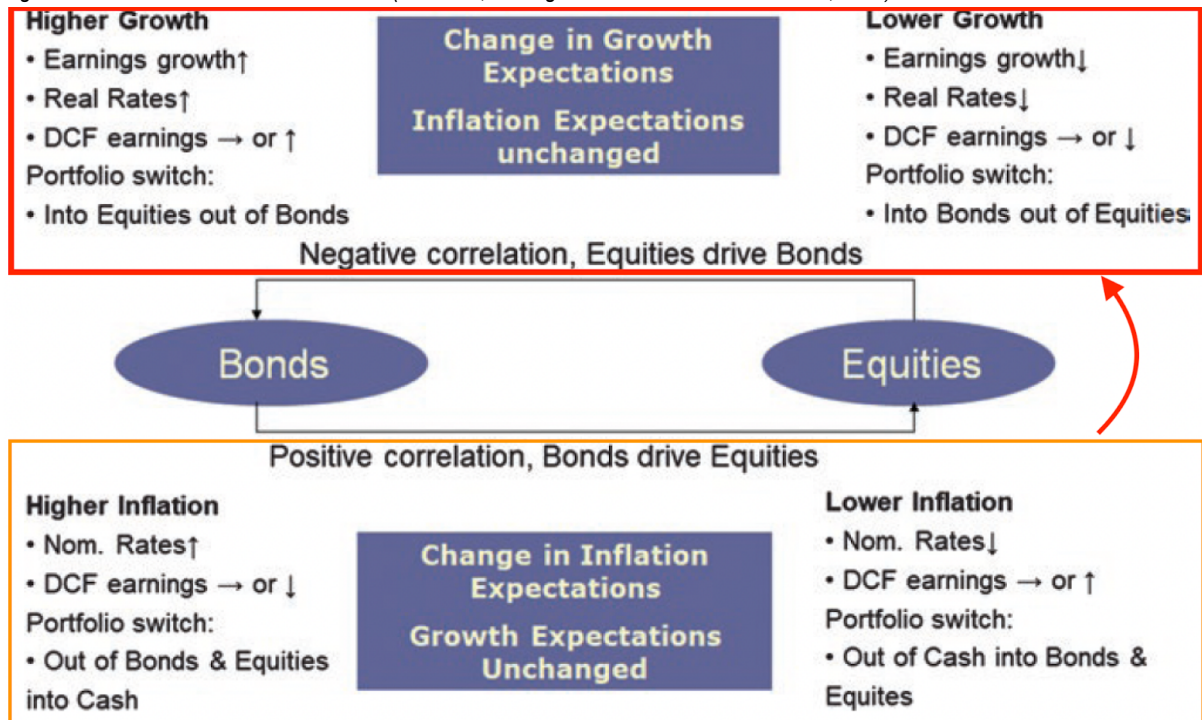 Higher Growth
• Earnings growth↑
• Real Rates↑
• DCF earnings → or ↑
Portfolio switch:
• Into Equities out of Bonds
Change in Growth
Expectations
Inflation Expectations
unchanged
Lower Growth
• Earnings growth↓
• Real Rates↓
• DCF earnings → or ↓
Portfolio switch:
• Into Bonds out of Equities
Negative correlation, Equities drive Bonds
Bonds
Equities
Positive correlation, Bonds drive Equities
Higher Inflation
• Nom. Rates↑
• DCF earnings → or ↓
Portfolio switch:
• Out of Bonds & Equities
into Cash
Change in Inflation
Expectations
Growth Expectations
Unchanged
Lower Inflation
• Nom. Rates↓
• DCF earnings → or ↑
Portfolio switch:
• Out of Cash into Bonds &
Equites